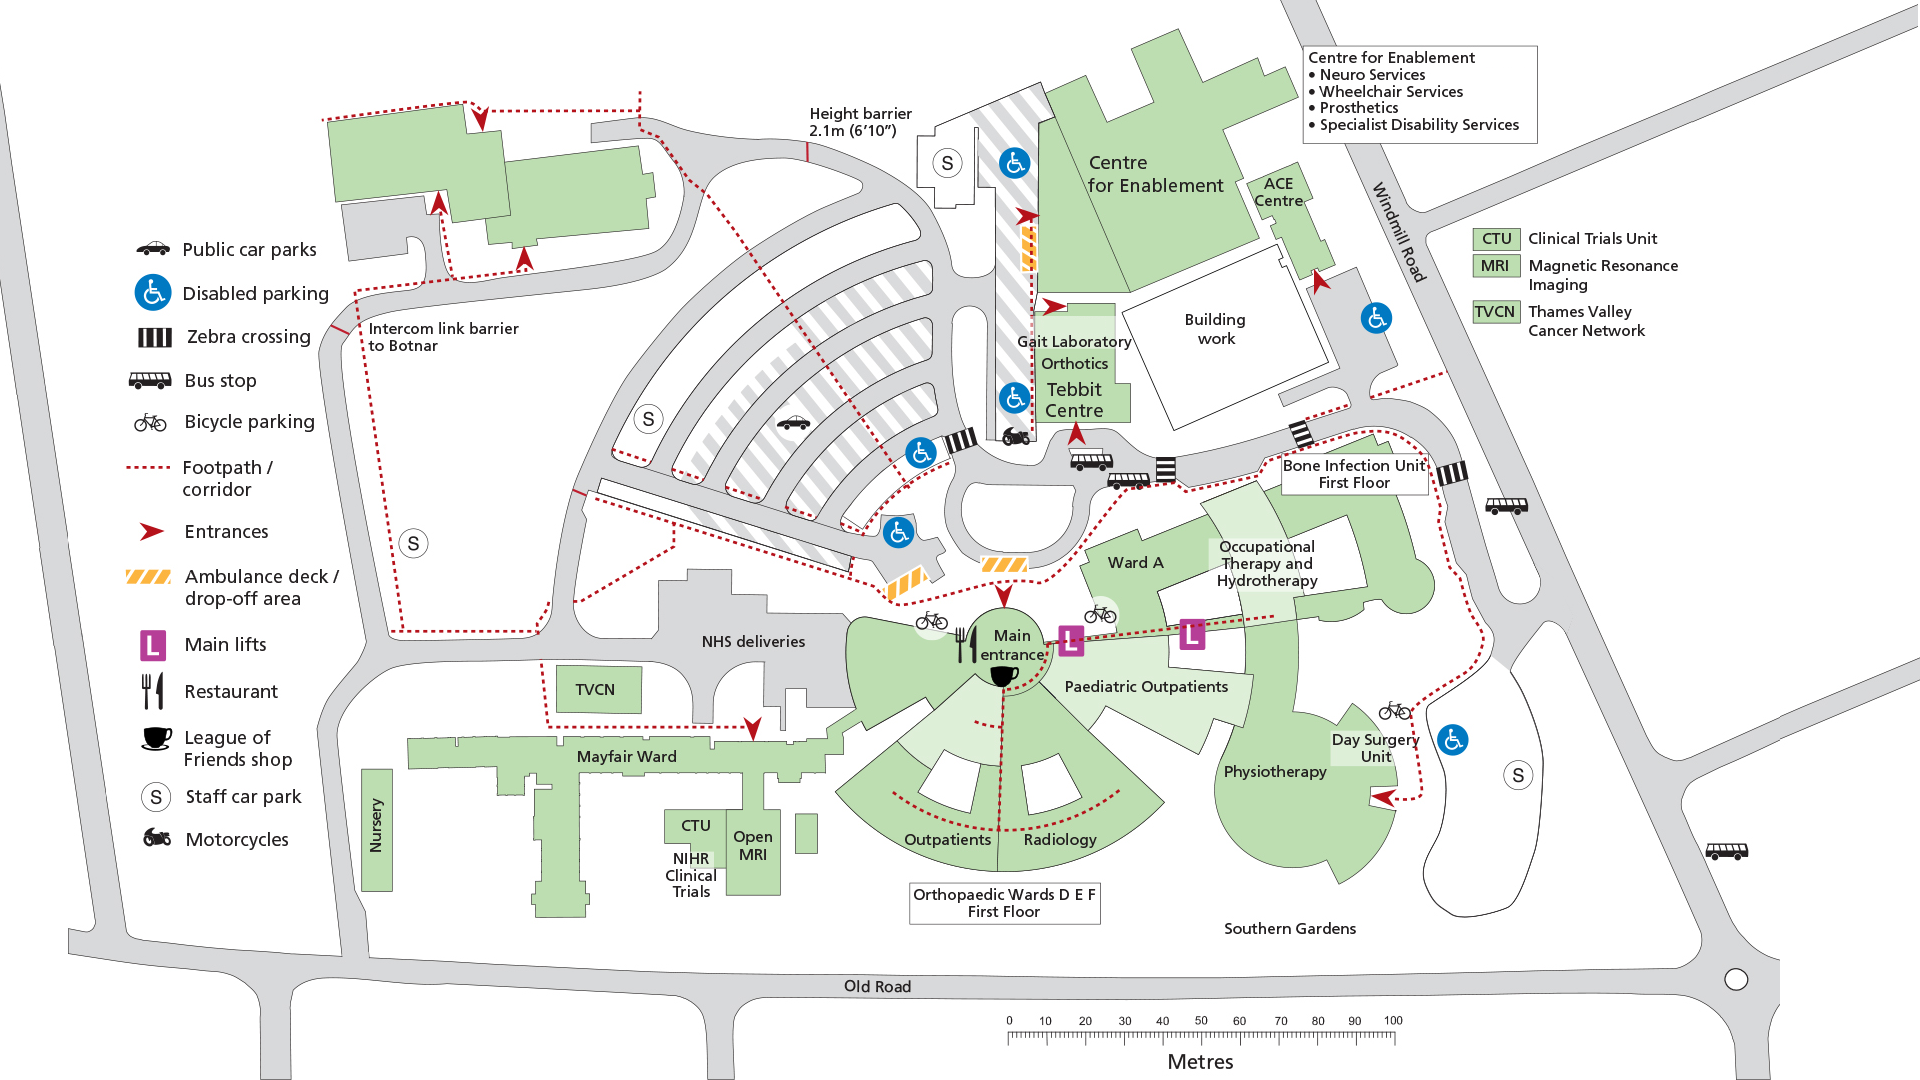 Public car parks
Disabled parking
Zebra crossing
Bus stop
Bicycle parking
Footpath /
corridor
Entrances
Ambulance deck /
drop-off area
L
Main lifts
Restaurant
League of
Friends shop
S
Staff car park
Motorcycles
Height barrier
2.1m (6’10”)
Intercom link barrier
to Botnar
S
S
S
Centre
for Enablement
ACE
Centre
Centre for Enablement
• Neuro Services
• Wheelchair Services
• Prosthetics
• Specialist Disability Services
Windmill Road
CTU
Clinical Trials Unit
MRI
Magnetic Resonance
Imaging
TVCN
Thames Valley
Cancer Network
Building
work
Gait Laboratory
Orthotics
Tebbit
Centre
Bone Infection Unit
First Floor
Ward A
Occupational
Therapy and
Hydrotherapy
NHS deliveries
Main
entrance
L
L
TVCN
Paediatric Outpatients
Mayfair Ward
Day Surgery
Unit
Physiotherapy
S
Nursery
CTU
Open
MRI
NIHR
Clinical
Trials
Outpatients
Radiology
Orthopaedic Wards D E F
First Floor
Southern Gardens
Old Road
0 10 20 30 40 50 60 70 80 90 100
Metres